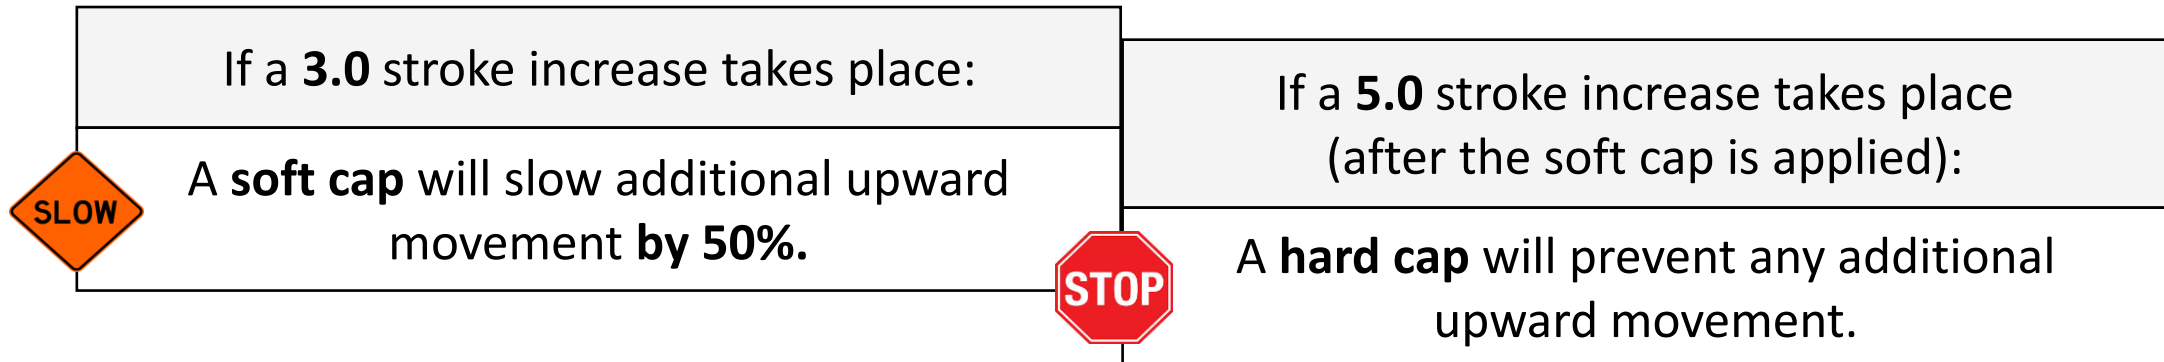 If a 3.0 stroke increase takes place:
A soft cap will slow additional upward
movement by 50%.
SLOW
If a 5.0 stroke increase takes place
(after the soft cap is applied):
A hard cap will prevent any additional
upward movement.
STOP